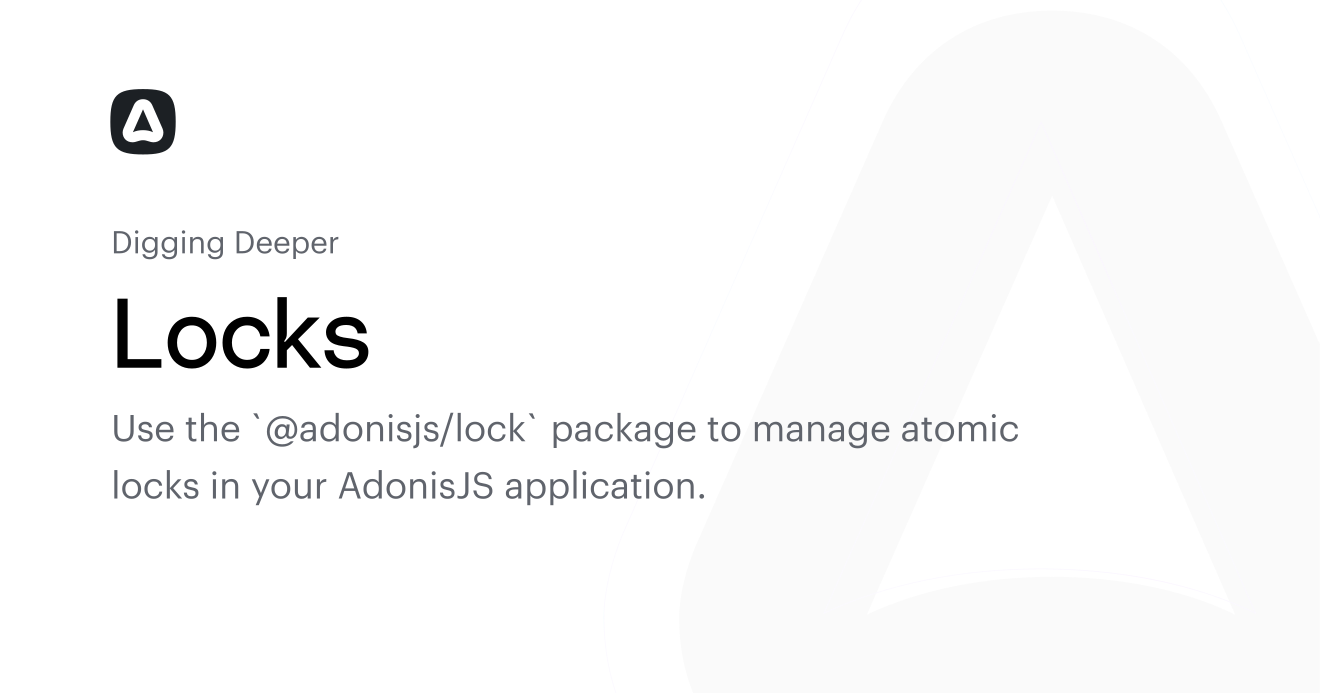 Digging Deeper
Locks
Use the `@adonisjs/lock` package to manage atomic
locks in your AdonisJS application.